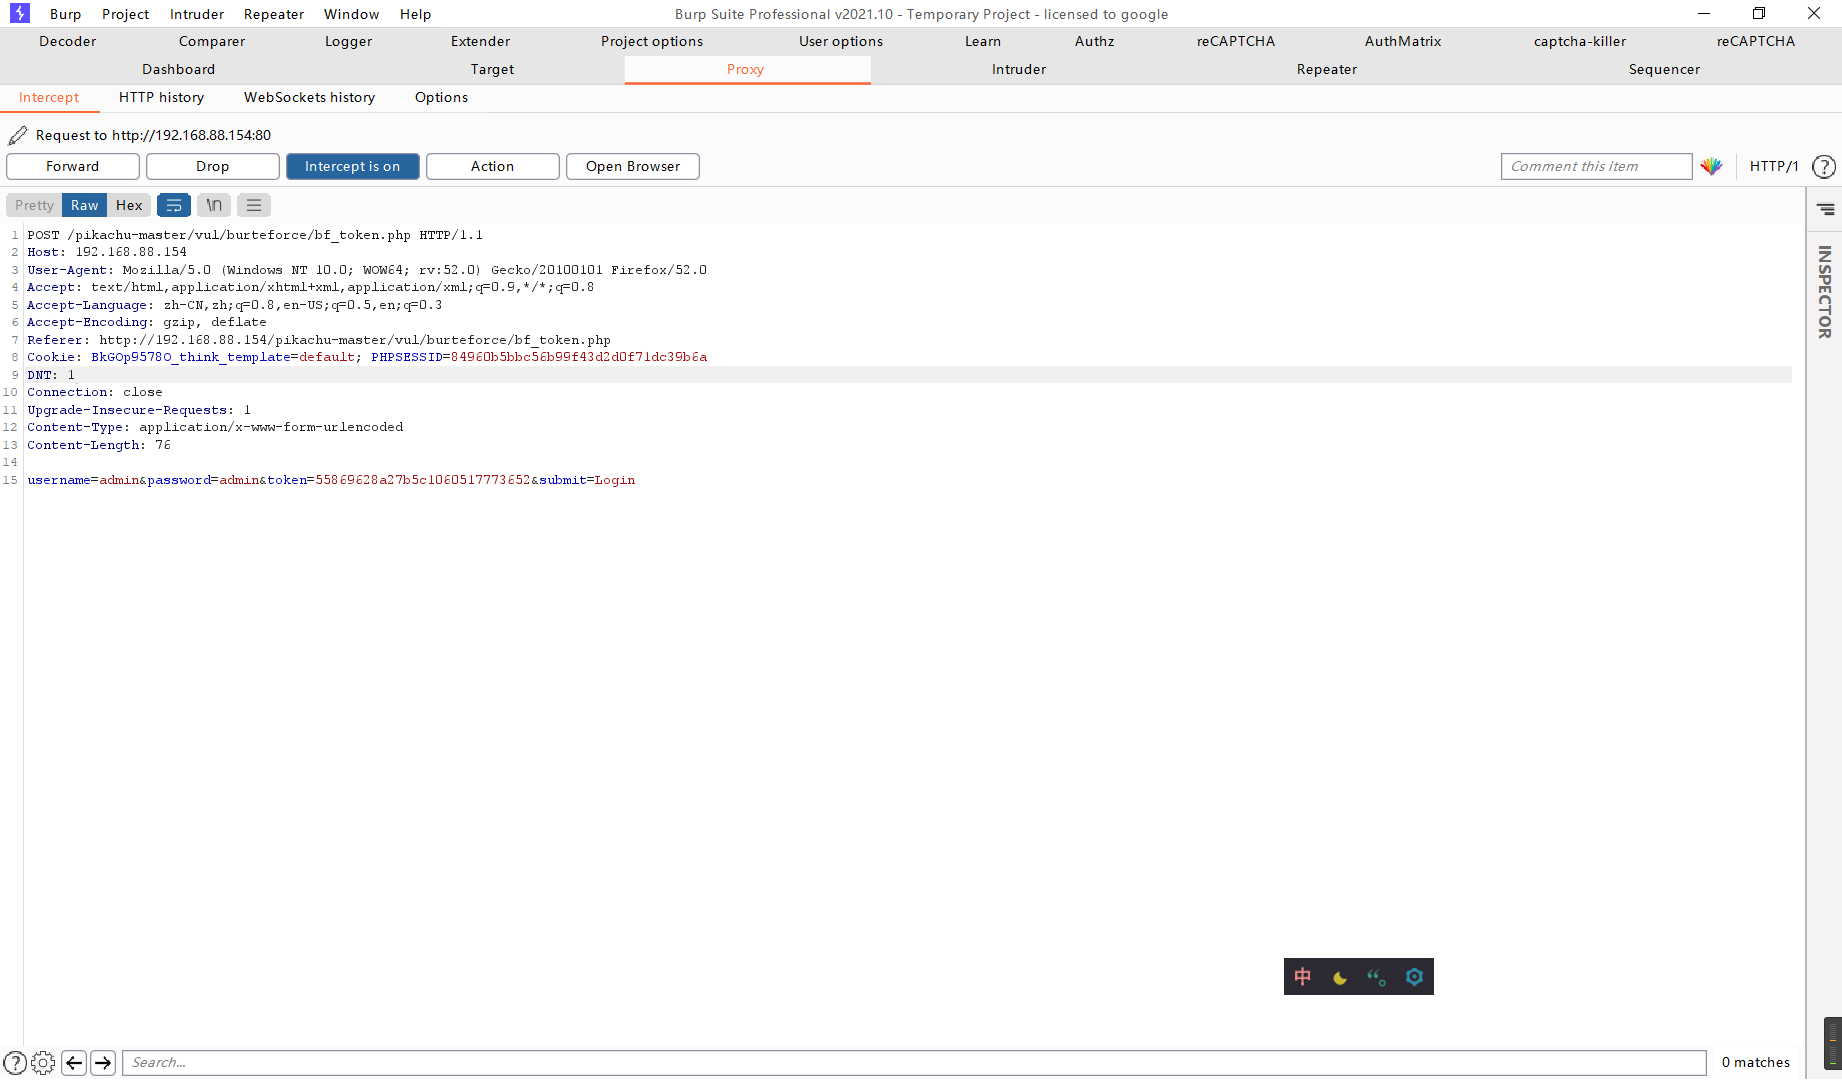 Burp Project Intruder Repeater Window Help Burp Suite Professional v2021.10 - Temporary Project - licensed to google
Decoder Comparer Logger Extender Project options User options Learn Authz reCAPTCHA AuthMatrix captcha-killer reCAPTCHA
Dashboard Target Proxy Intruder Repeater Sequencer
Intercept HTTP history WebSockets history Options
Request to http://192.168.88.154:80
Forward Drop Intercept is on Action Open Browser Comment this item HTTP/1 ?
Pretty Raw Hex \n
INSPECTOR
1 POST /pikachu-master/vul/burteforce/bf_token.php HTTP/1.1
2 Host: 192.168.88.154
3 User-Agent: Mozilla/5.0 (Windows NT 10.0; WOW64; rv:52.0) Gecko/20100101 Firefox/52.0
4 Accept: text/html,application/xhtml+xml,application/xml;q=0.9,*/*;q=0.8
5 Accept-Language: zh-CN,zh;q=0.8,en-US;q=0.5,en;q=0.3
6 Accept-Encoding: gzip, deflate
7 Referer: http://192.168.88.154/pikachu-master/vul/burteforce/bf_token.php
8 Cookie: BkGOp9578O_think_template=default; PHPSESSID=84960b5bbc56b99f43d2d0f71dc39b6a
9 DNT: 1
10 Connection: close
11 Upgrade-Insecure-Requests: 1
12 Content-Type: application/x-www-form-urlencoded
13 Content-Length: 76
14
15 username=admin&password=admin&token=55869628a27b5c1060517773652&submit=Login
中
? Search... 0 matches